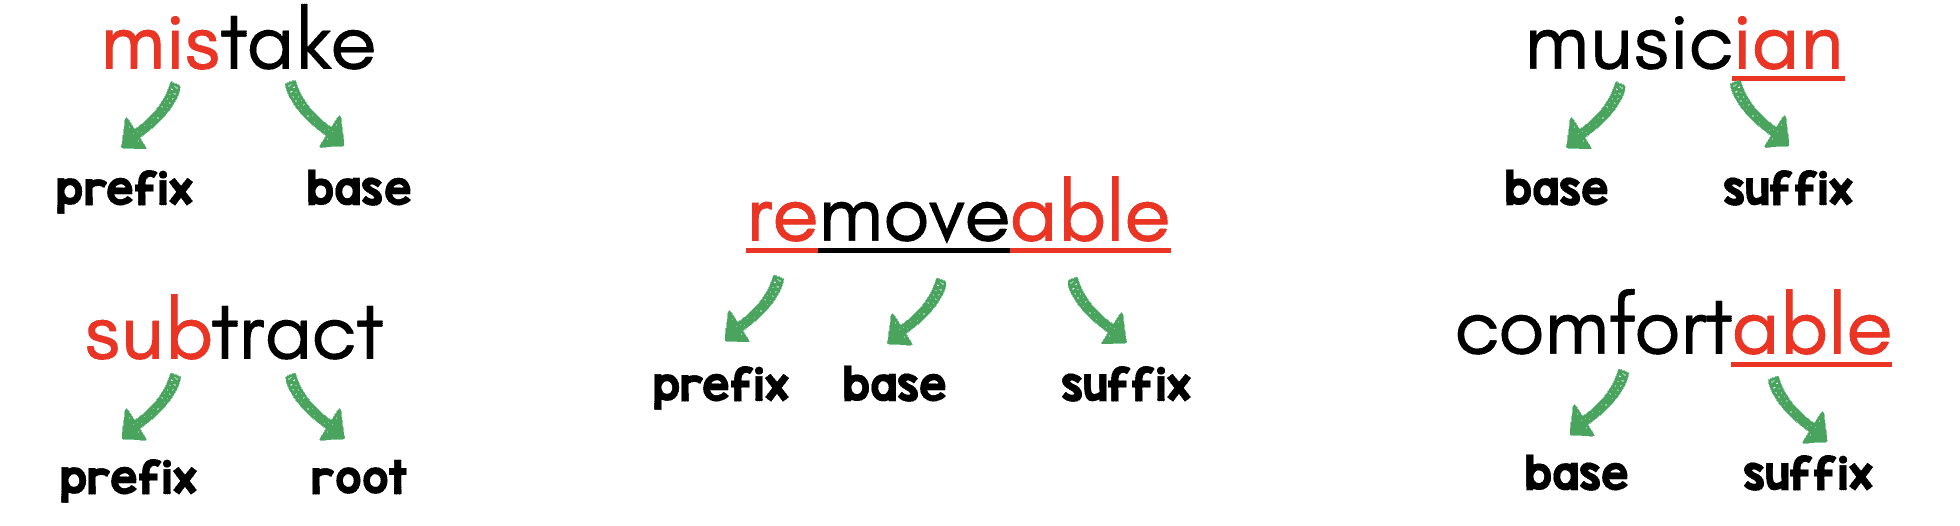 mistake
prefix base
subtract
prefix root
removeable
prefix base suffix
musician
base suffix
comfortable
base suffix